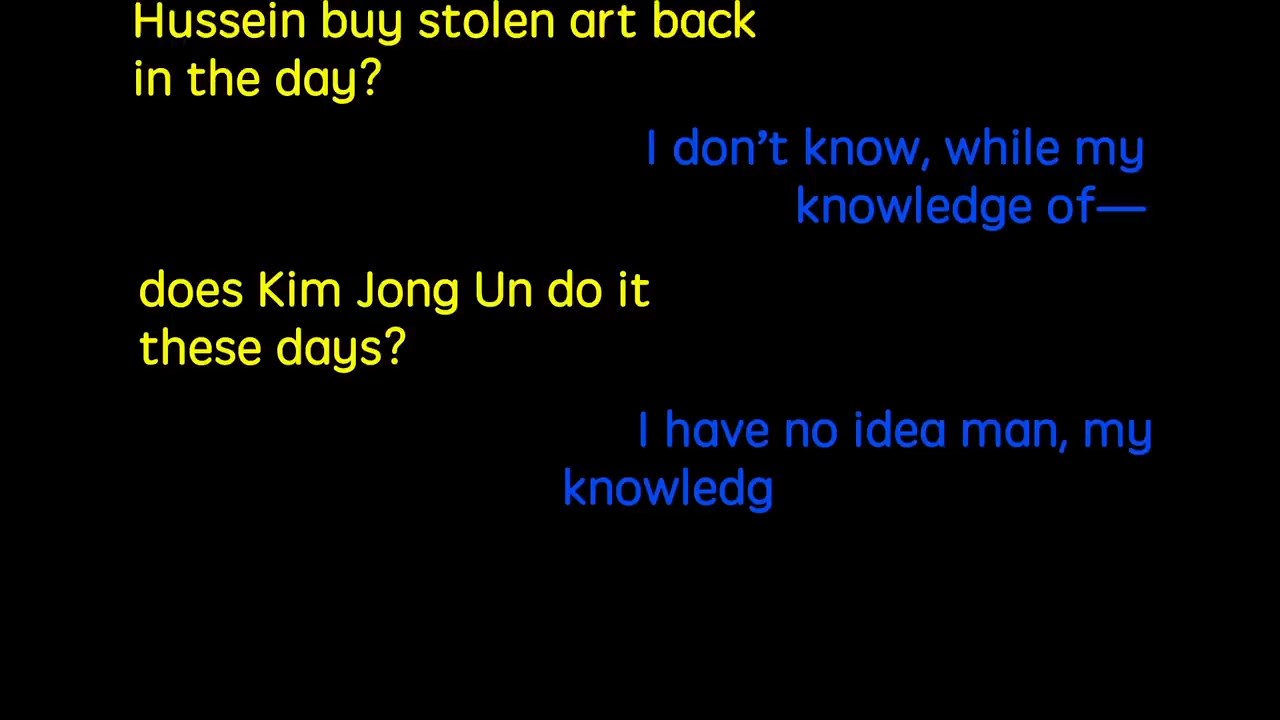 Hussein buy stolen art back
in the day?
I don’t know, while my
knowledge of—
does Kim Jong Un do it
these days?
I have no idea man, my
knowledg